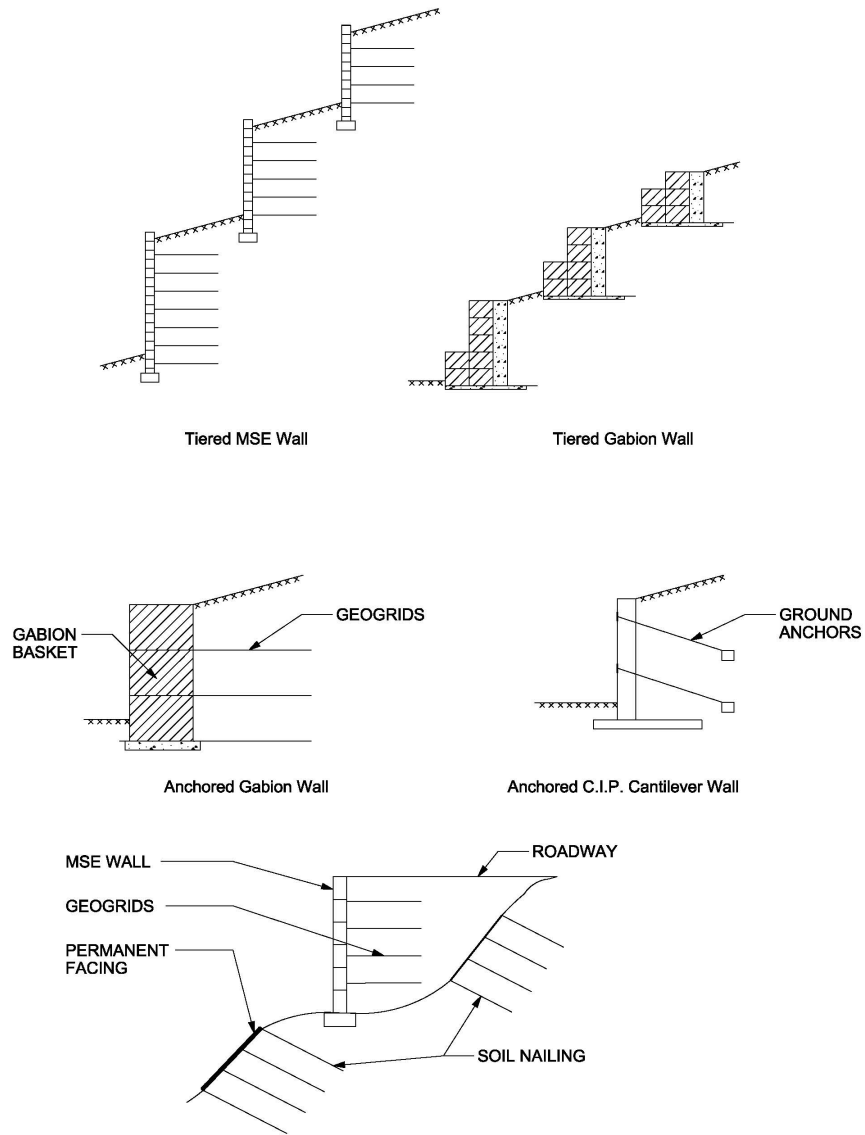 Tiered MSE Wall
Tiered Gabion Wall
GABION
BASKET
GEOGRIDS
GROUND
ANCHORS
Anchored Gabion Wall
Anchored C.I.P. Cantilever Wall
MSE WALL
ROADWAY
GEOGRIDS
PERMANENT
FACING
SOIL NAILING